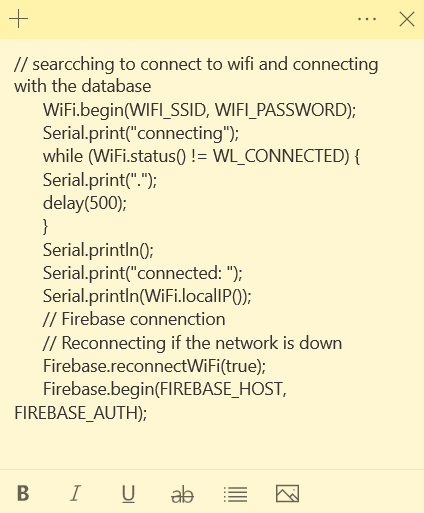 // searcching to connect to wifi and connecting
with the database
WiFi.begin(WIFI_SSID, WIFI_PASSWORD);
Serial.print("connecting");
while (WiFi.status() != WL_CONNECTED) {
Serial.print(".");
delay(500);
}
Serial.println();
Serial.print("connected: ");
Serial.println(WiFi.localIP());
// Firebase connenction
// Reconnecting if the network is down
Firebase.reconnectWiFi(true);
Firebase.begin(FIREBASE_HOST,
FIREBASE_AUTH);
B I U ab